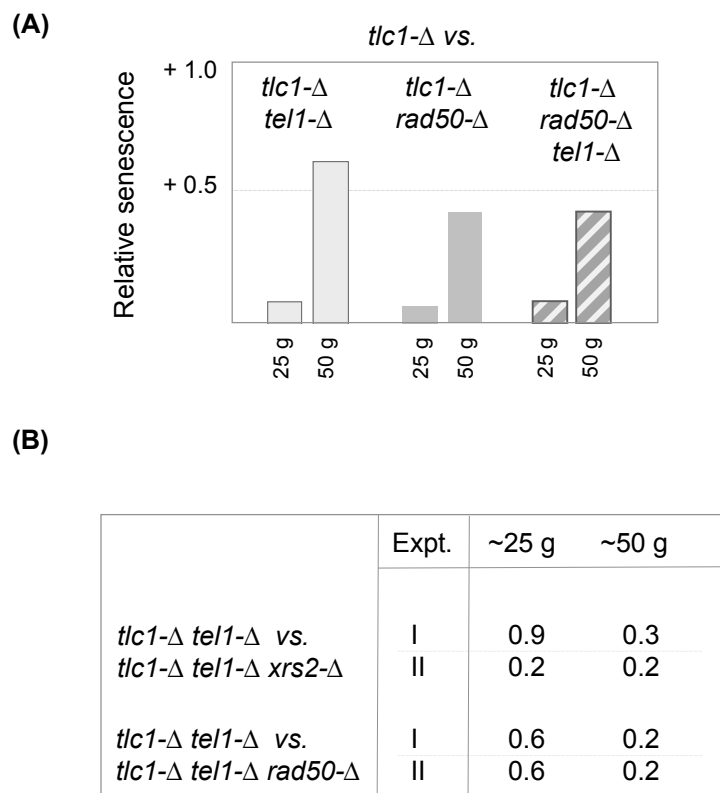 (A)
tlc1-Δ vs.
Relative senescence
+ 1.0
+ 0.5
tlc1-Δ
tel1-Δ
tlc1-Δ
rad50-Δ
tlc1-Δ
rad50-Δ
tel1-Δ
25 g
50 g
25 g
50 g
25 g
50 g
(B)
Expt. ~25 g ~50 g
tlc1-Δ tel1-Δ vs. I 0.9 0.3
tlc1-Δ tel1-Δ xrs2-Δ II 0.2 0.2
tlc1-Δ tel1-Δ vs. I 0.6 0.2
tlc1-Δ tel1-Δ rad50-Δ II 0.6 0.2